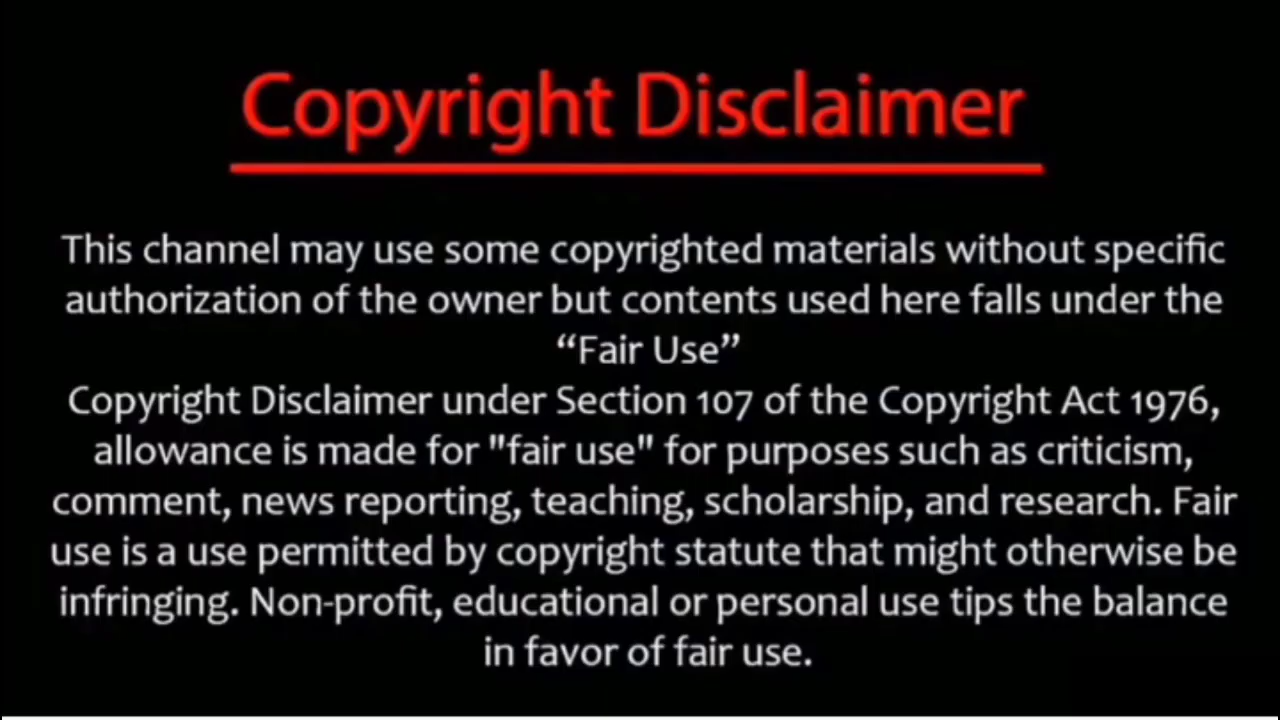 Copyright Disclaimer
This channel may use some copyrighted materials without specific
authorization of the owner but contents used here falls under the
“Fair Use”
Copyright Disclaimer under Section 107 of the Copyright Act 1976,
allowance is made for "fair use" for purposes such as criticism,
comment, news reporting, teaching, scholarship, and research. Fair
use is a use permitted by copyright statute that might otherwise be
infringing. Non-profit, educational or personal use tips the balance
in favor of fair use.